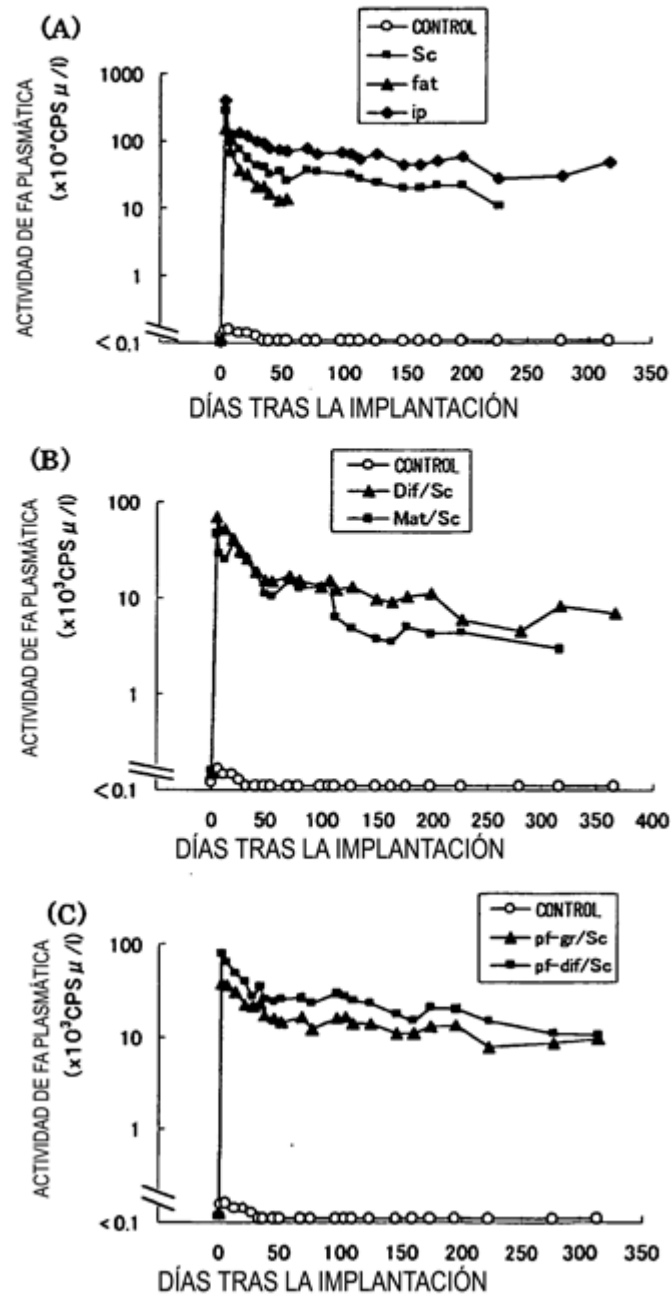 (A)
CONTROL
Sc
fat
ip
ACTIVIDAD DE FA PLASMÁTICA
(x10³CPS μ/l)
1000
100
10
1
<0.1
0 50 100 150 200 250 300 350
DÍAS TRAS LA IMPLANTACIÓN
(B)
CONTROL
Dif/Sc
Mat/Sc
ACTIVIDAD DE FA PLASMÁTICA
(x10³CPS μ/l)
100
10
1
<0.1
0 50 100 150 200 250 300 350 400
DÍAS TRAS LA IMPLANTACIÓN
(C)
CONTROL
pf-gr/Sc
pf-dif/Sc
ACTIVIDAD DE FA PLASMÁTICA
(x10³CPS μ/l)
100
10
1
<0.1
0 50 100 150 200 250 300 350
DÍAS TRAS LA IMPLANTACIÓN